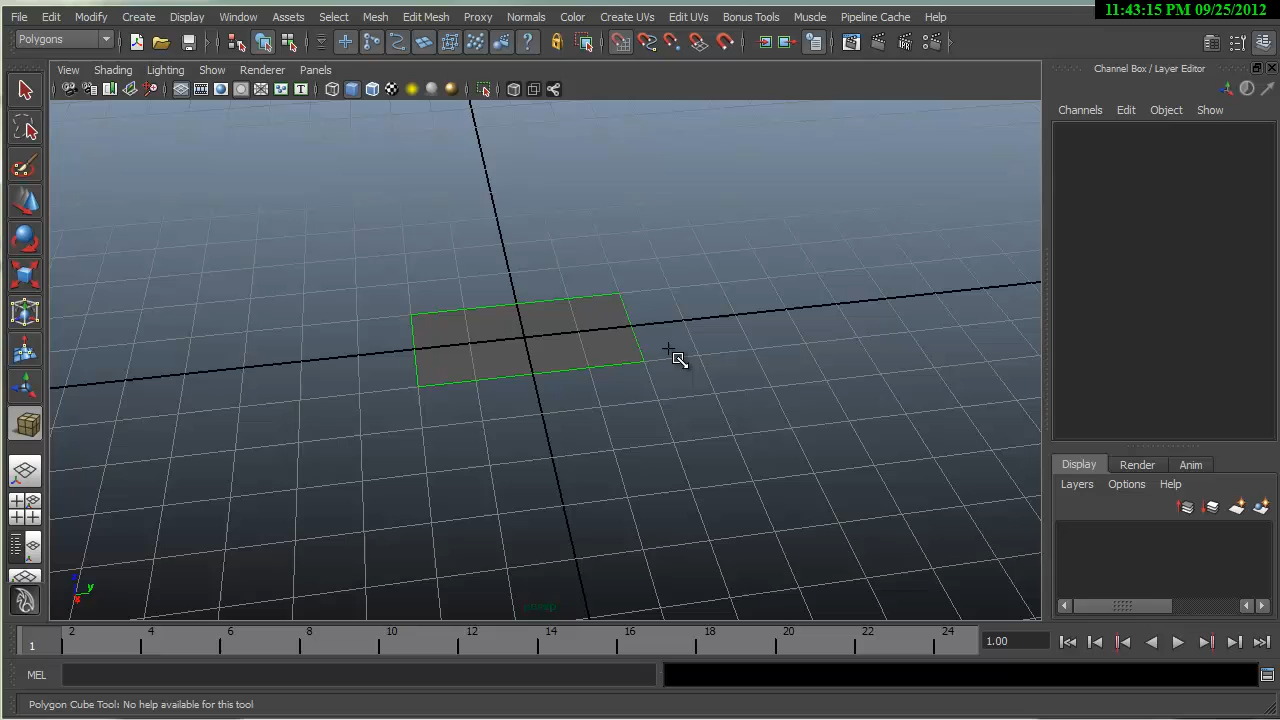 11:43:15 PM 09/25/2012
File Edit Modify Create Display Window Assets Select Mesh Edit Mesh Proxy Normals Color Create UVs Edit UVs Bonus Tools Muscle Pipeline Cache Help
Polygons
View Shading Lighting Show Renderer Panels
Channel Box / Layer Editor
Channels Edit Object Show
Display Render Anim
Layers Options Help
y
persp
1 2 4 6 8 10 12 14 16 18 20 22 24 1.00
MEL
Polygon Cube Tool: No help available for this tool